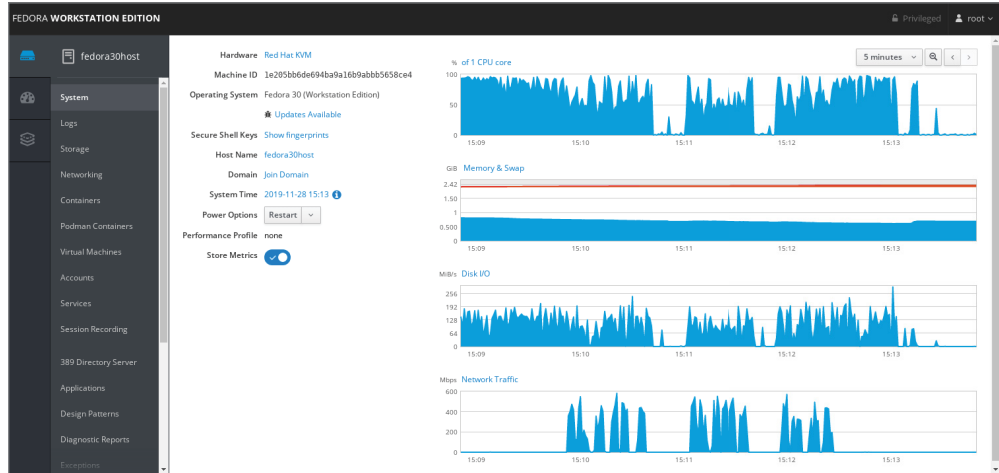 FEDORA WORKSTATION EDITION
Privileged
root
fedora30host
System
Logs
Storage
Networking
Containers
Podman Containers
Virtual Machines
Accounts
Services
Session Recording
389 Directory Server
Applications
Design Patterns
Diagnostic Reports
Exceptions
Hardware Red Hat KVM
Machine ID 1e205bb6de694ba9a16b9abbb5658ce4
Operating System Fedora 30 (Workstation Edition)
Updates Available
Secure Shell Keys Show fingerprints
Host Name fedora30host
Domain Join Domain
System Time 2019-11-28 15:13
Power Options Restart
Performance Profile none
Store Metrics
5 minutes
% of 1 CPU core
100
50
0
15:09 15:10 15:11 15:12 15:13
GiB Memory & Swap
2.42
1.50
1
0.500
0
15:09 15:10 15:11 15:12 15:13
MiB/s Disk I/O
256
192
128
64
0
15:09 15:10 15:11 15:12 15:13
Mbps Network Traffic
600
400
200
0
15:09 15:10 15:11 15:12 15:13